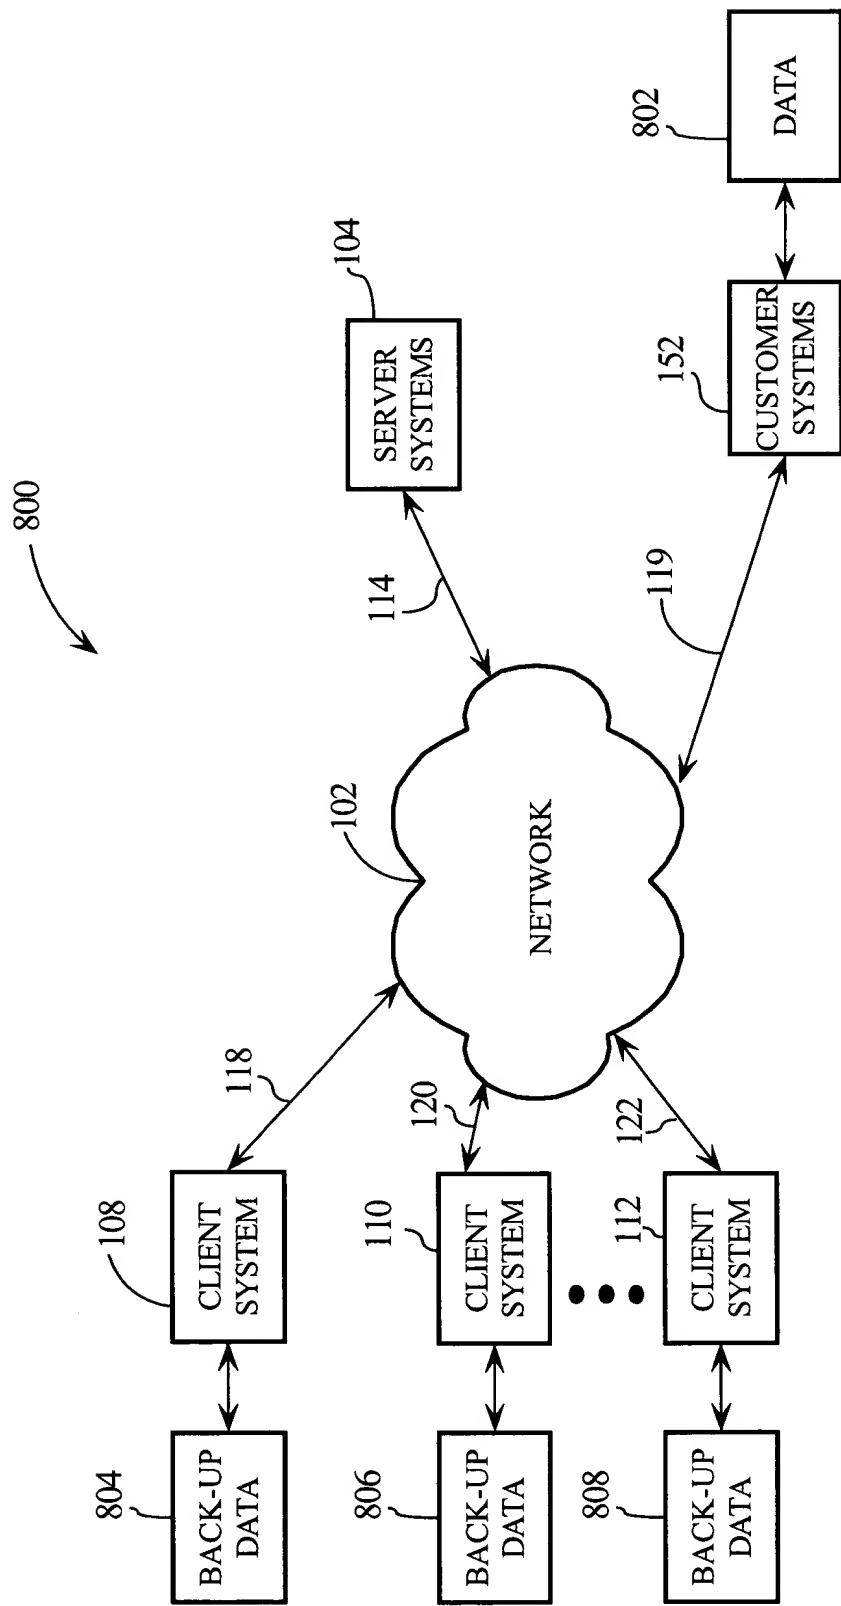 800
804
BACK-UP
DATA
108
CLIENT
SYSTEM
118
102
NETWORK
114
104
SERVER
SYSTEMS
806
BACK-UP
DATA
110
CLIENT
SYSTEM
120
808
BACK-UP
DATA
112
CLIENT
SYSTEM
122
119
152
CUSTOMER
SYSTEMS
802
DATA